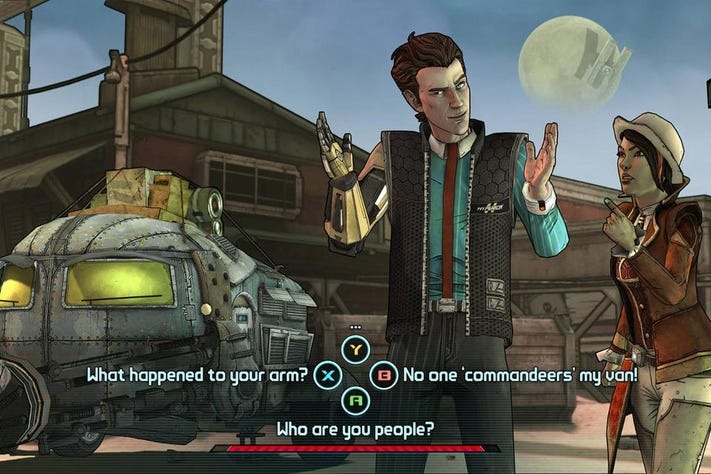 ...
Y
What happened to your arm? X B No one 'commandeers' my van!
A
Who are you people?